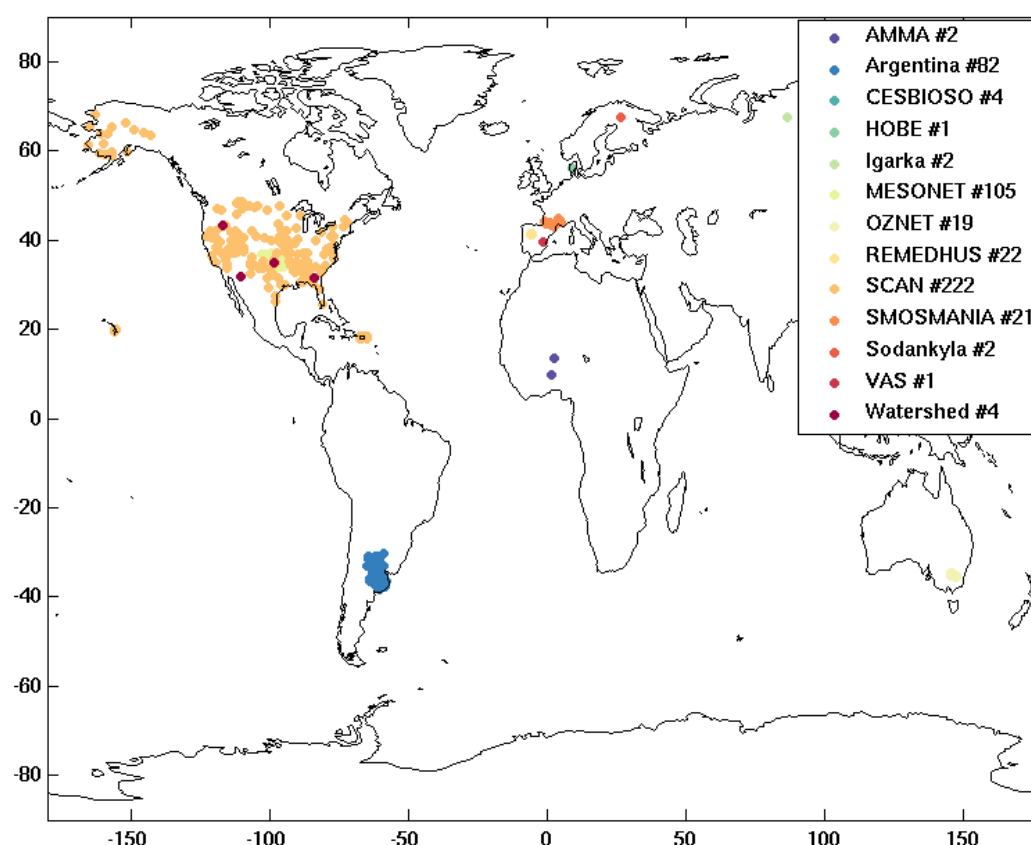 AMMA #2
Argentina #82
CESBIOSO #4
HOBE #1
Igarka #2
MESONET #105
OZNET #19
REMEDHUS #22
SCAN #222
SMOSMANIA #21
Sodankyla #2
VAS #1
Watershed #4
80
60
40
20
0
-20
-40
-60
-80
-150 -100 -50 0 50 100 150